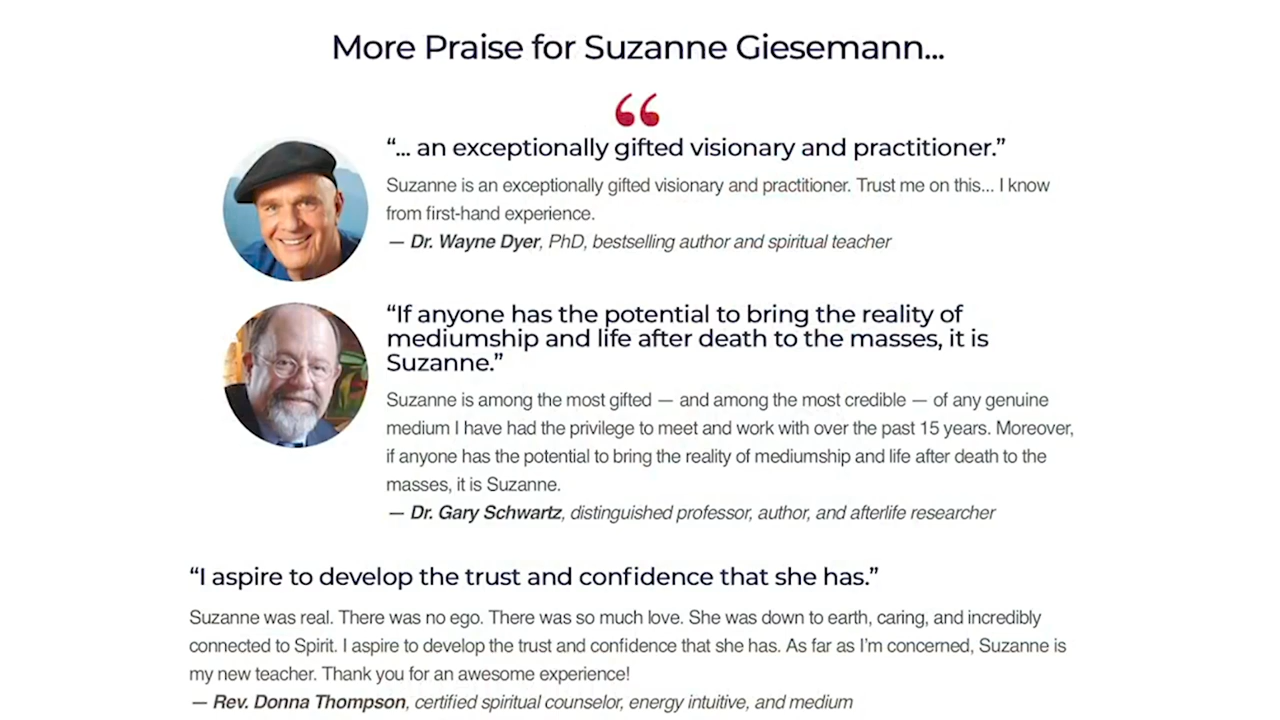 More Praise for Suzanne Giesemann...
“
“... an exceptionally gifted visionary and practitioner.”
Suzanne is an exceptionally gifted visionary and practitioner. Trust me on this... I know
from first-hand experience.
— Dr. Wayne Dyer, PhD, bestselling author and spiritual teacher
“If anyone has the potential to bring the reality of
mediumship and life after death to the masses, it is
Suzanne.”
Suzanne is among the most gifted — and among the most credible — of any genuine
medium I have had the privilege to meet and work with over the past 15 years. Moreover,
if anyone has the potential to bring the reality of mediumship and life after death to the
masses, it is Suzanne.
— Dr. Gary Schwartz, distinguished professor, author, and afterlife researcher
“I aspire to develop the trust and confidence that she has.”
Suzanne was real. There was no ego. There was so much love. She was down to earth, caring, and incredibly
connected to Spirit. I aspire to develop the trust and confidence that she has. As far as I’m concerned, Suzanne is
my new teacher. Thank you for an awesome experience!
— Rev. Donna Thompson, certified spiritual counselor, energy intuitive, and medium